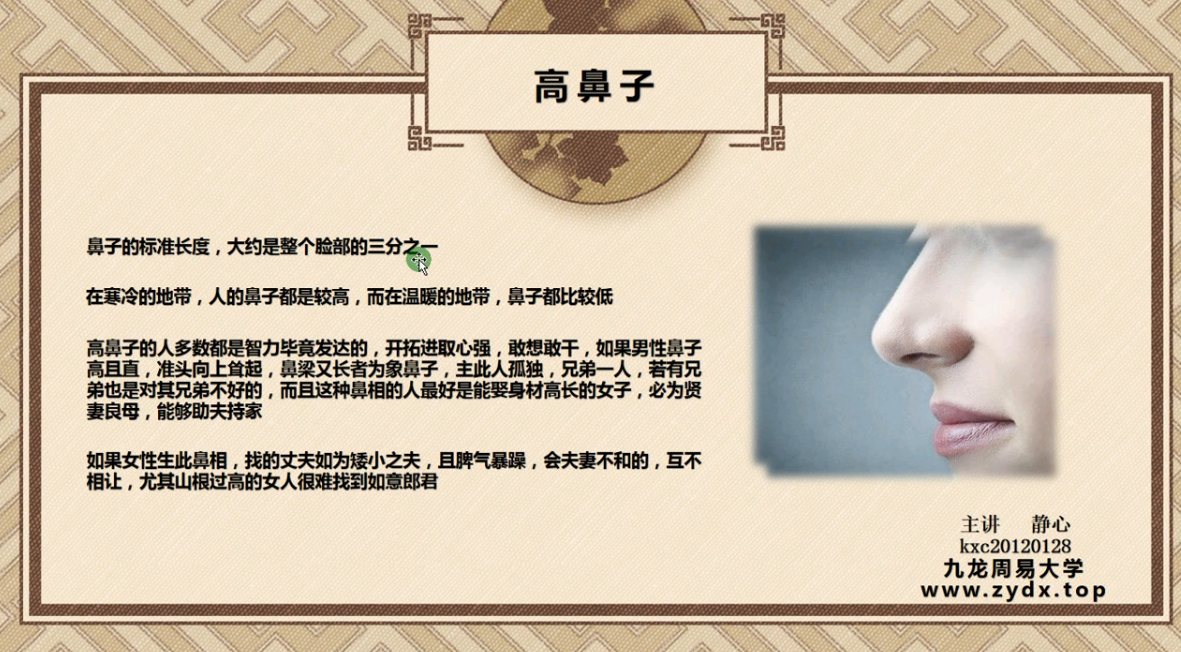 高鼻子
鼻子的标准长度，大约是整个脸部的三分之一
在寒冷的地带，人的鼻子都是较高，而在温暖的地带，鼻子都比较低
高鼻子的人多数都是智力毕竟发达的，开拓进取心强，敢想敢干，如果男性鼻子
高且直，准头向上耸起，鼻梁又长者为象鼻子，主此人孤独，兄弟一人，若有兄
弟也是对其兄弟不好的，而且这种鼻相的人最好是能娶身材高长的女子，必为贤
妻良母，能够助夫持家
如果女性生此鼻相，找的丈夫如为矮小之夫，且脾气暴躁，会夫妻不和的，互不
相让，尤其山根过高的女人很难找到如意郎君
主讲 静心
kxc20120128
九龙周易大学
www.zydx.top